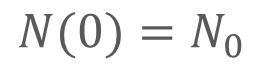 N(0) = N₀